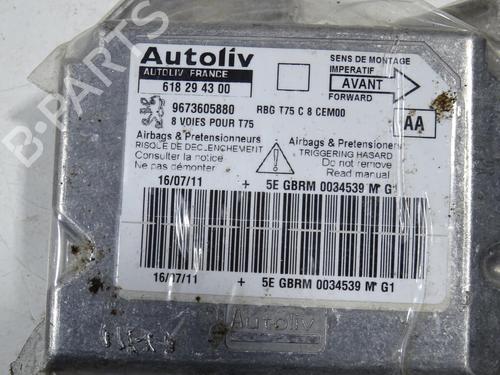 Autoliv
AUTOLIV FRANCE
618 29 43 00
SENS DE MONTAGE
IMPERATIF
AVANT
FORWARD
9673605880
8 VOIES POUR T75
RBG T75 C 8 CEM00
AA
Airbags & Pretensionneurs
RISQLE DE DECLENCHEMENT
Consulter la notice
Ne pas démonter
Airbags & Pretensioners
TRIGGERING HASARD
Do not remove
Read manual
16/07/11 + 5E GBRM 0034539 M* G1
16/07/11 + 5E GBRM 0034539 M* G1
Autoliv
B-PARTS